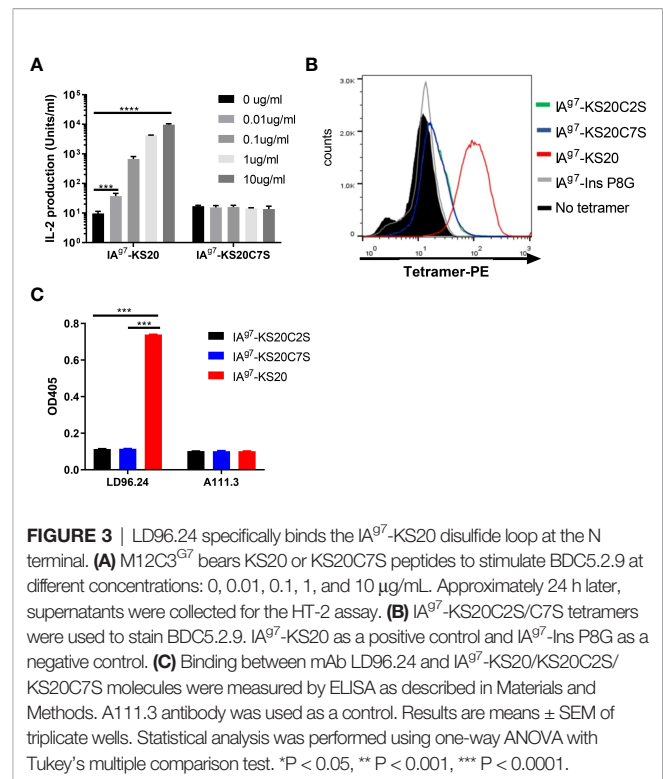 A
IL-2 production (Units/ml)
10⁵
10⁴
10³
10²
10¹
10⁰
****
***
IA^g7-KS20
IA^g7-KS20C7S
0 ug/ml
0.01ug/ml
0.1ug/ml
1ug/ml
10ug/ml
B
counts
3.0K
2.0K
1.0K
0
10⁰
10¹
10²
10³
Tetramer-PE
IA^g7-KS20C2S
IA^g7-KS20C7S
IA^g7-KS20
IA^g7-Ins P8G
No tetramer
C
OD405
0.8
0.6
0.4
0.2
0.0
***
***
LD96.24
A111.3
IA^g7-KS20C2S
IA^g7-KS20C7S
IA^g7-KS20
FIGURE 3 | LD96.24 specifically binds the IA^g7-KS20 disulfide loop at the N
terminal. (A) M12C3^G7 bears KS20 or KS20C7S peptides to stimulate BDC5.2.9 at
different concentrations: 0, 0.01, 0.1, 1, and 10 μg/mL. Approximately 24 h later,
supernatants were collected for the HT-2 assay. (B) IA^g7-KS20C2S/C7S tetramers
were used to stain BDC5.2.9. IA^g7-KS20 as a positive control and IA^g7-Ins P8G as a
negative control. (C) Binding between mAb LD96.24 and IA^g7-KS20/KS20C2S/
KS20C7S molecules were measured by ELISA as described in Materials and
Methods. A111.3 antibody was used as a control. Results are means ± SEM of
triplicate wells. Statistical analysis was performed using one-way ANOVA with
Tukey's multiple comparison test. *P < 0.05, ** P < 0.001, *** P < 0.0001.